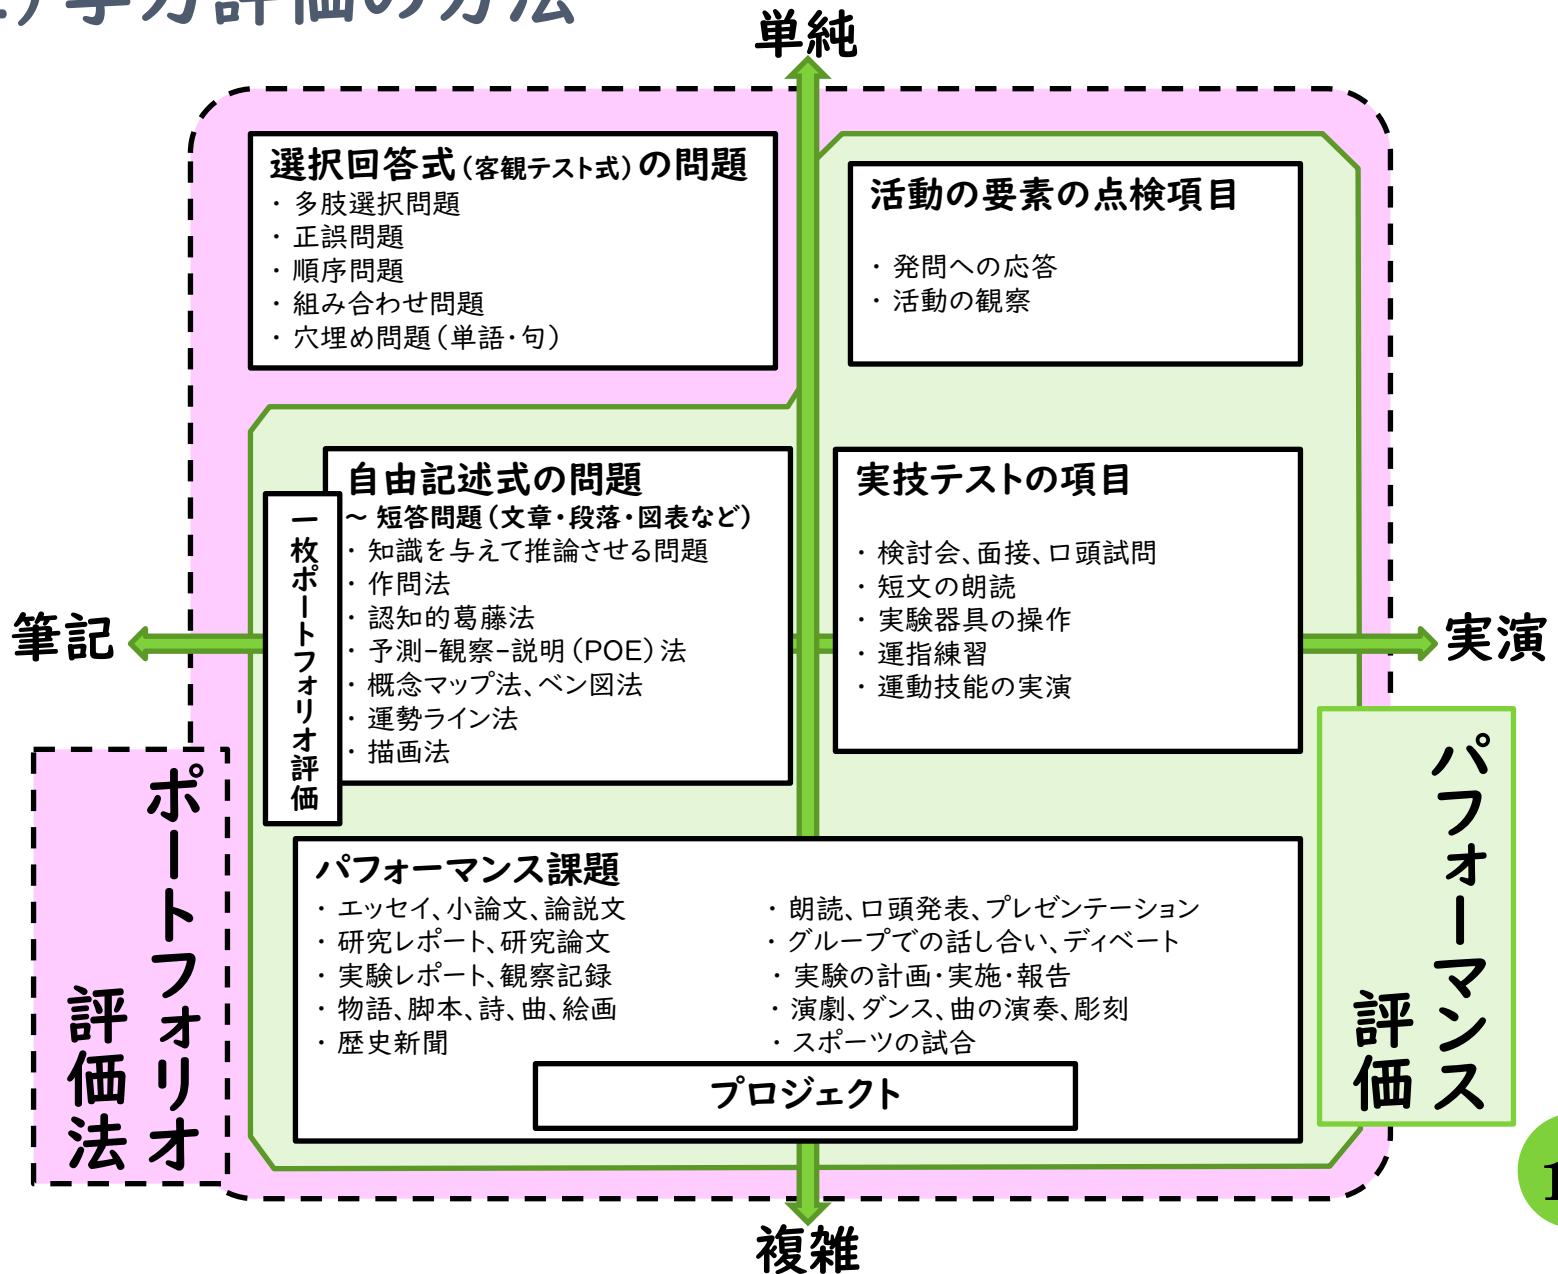 学力評価の方法
単純
選択回答式(客観テスト式)の問題
・多肢選択問題
・正誤問題
・順序問題
・組み合わせ問題
・穴埋め問題(単語・句)
活動の要素の点検項目
・発問への応答
・活動の観察
自由記述式の問題
~ 短答問題(文章・段落・図表など)
・知識を与えて推論させる問題
・作問法
・認知的葛藤法
・予測-観察-説明(POE)法
・概念マップ法、ベン図法
・運勢ライン法
・描画法
一枚ポートフォリオ評価
実技テストの項目
・検討会、面接、口頭試問
・短文の朗読
・実験器具の操作
・運指練習
・運動技能の実演
筆記
実演
パフォーマンス課題
・エッセイ、小論文、論説文
・研究レポート、研究論文
・実験レポート、観察記録
・物語、脚本、詩、曲、絵画
・歴史新聞
・朗読、口頭発表、プレゼンテーション
・グループでの話し合い、ディベート
・実験の計画・実施・報告
・演劇、ダンス、曲の演奏、彫刻
・スポーツの試合
プロジェクト
ポートフォリオ
評価法
パフォーマンス
評価
複雑